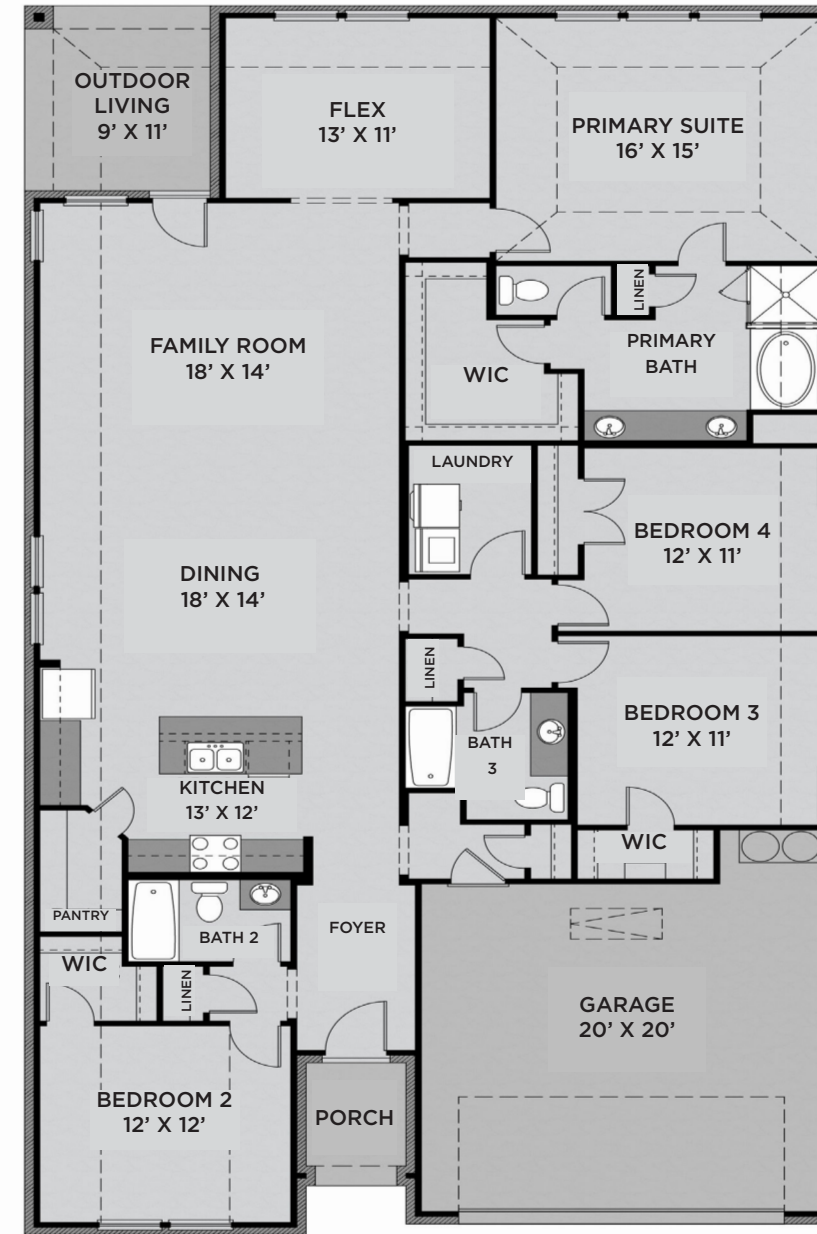 OUTDOOR
LIVING
9’ X 11’
FLEX
13’ X 11’
PRIMARY SUITE
16’ X 15’
FAMILY ROOM
18’ X 14’
WIC
LINEN
PRIMARY
BATH
LAUNDRY
BEDROOM 4
12’ X 11’
DINING
18’ X 14’
LINEN
BATH
3
BEDROOM 3
12’ X 11’
KITCHEN
13’ X 12’
WIC
PANTRY
BATH 2
FOYER
WIC
LINEN
GARAGE
20’ X 20’
BEDROOM 2
12’ X 12’
PORCH